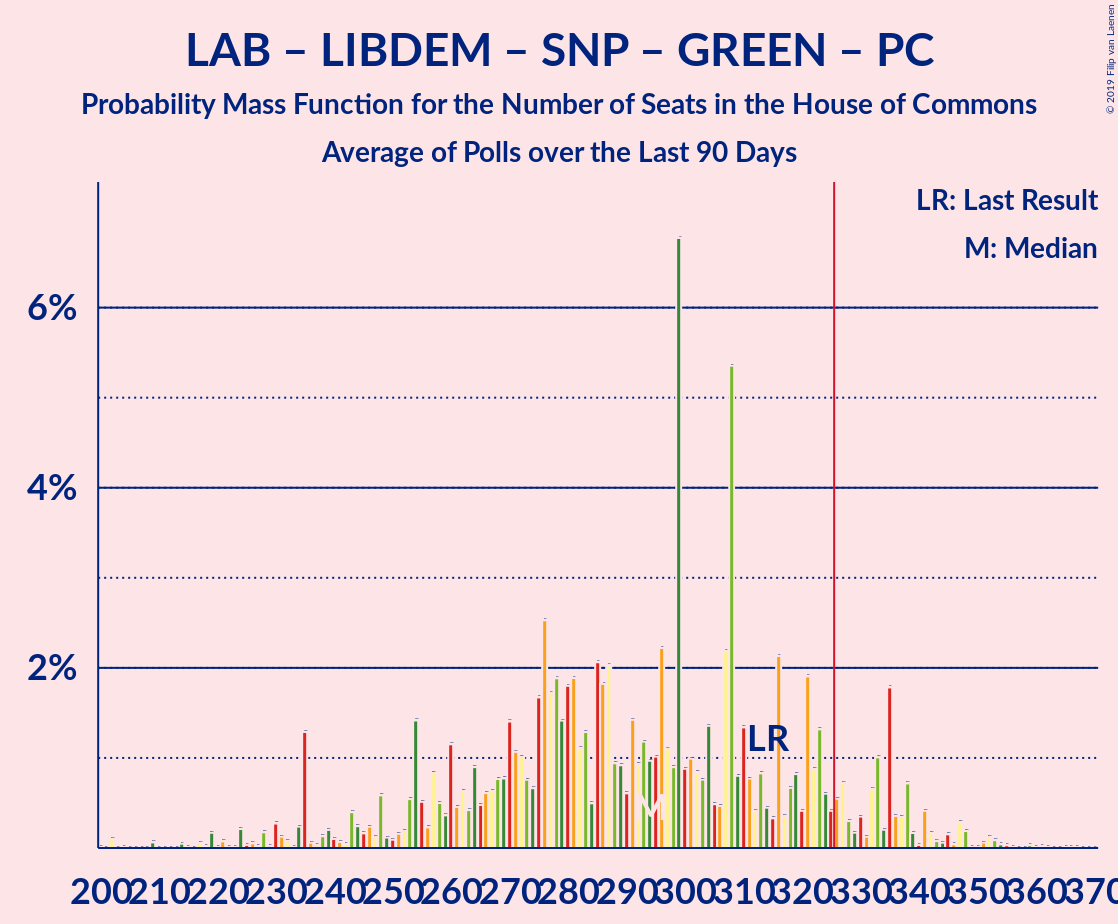 LAB – LIBDEM – SNP – GREEN – PC
Probability Mass Function for the Number of Seats in the House of Commons
Average of Polls over the Last 90 Days
© 2019 Filip van Laenen
LR: Last Result
M: Median
6%
4%
2%
LR
M
200 210 220 230 240 250 260 270 280 290 300 310 320 330 340 350 360 370